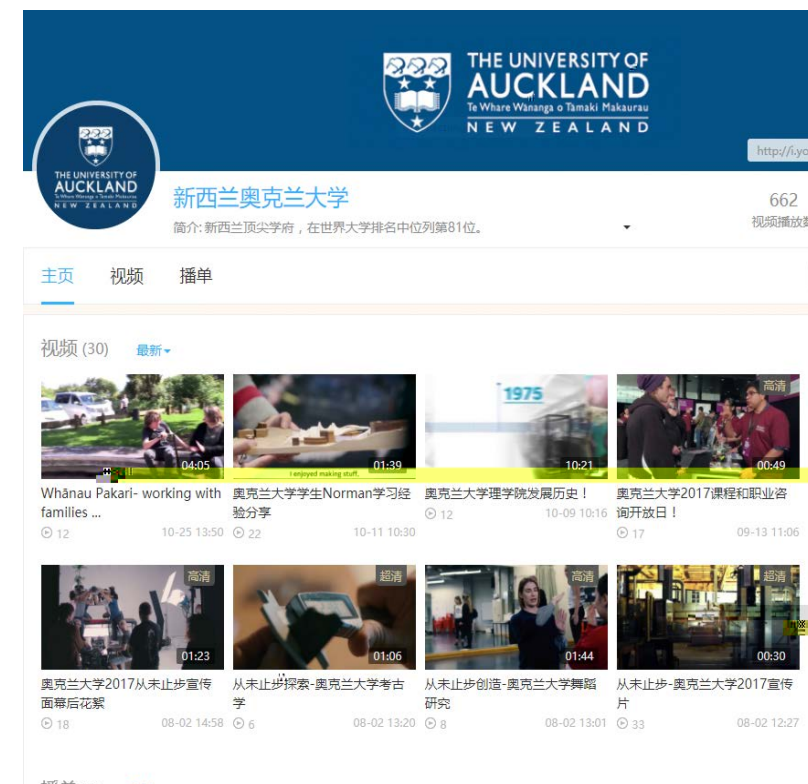 THE UNIVERSITY OF
AUCKLAND
Te Whare Wānanga o Tāmaki Makaurau
NEW ZEALAND
http://i.yo
THE UNIVERSITY OF
AUCKLAND
NEW ZEALAND
新西兰奥克兰大学
简介: 新西兰顶尖学府，在世界大学排名中位列第81位。
662
视频播放数
主页 视频 播单
视频 (30) 最新
04:05
I enjoyed making stuff.
01:39
1975
10:21
高清
00:49
Whānau Pakari- working with
families ...
12 10-25 13:50
奥克兰大学学生Norman学习经
验分享
22 10-11 10:30
奥克兰大学理学院发展历史！
12 10-09 10:16
奥克兰大学2017课程和职业咨
询开放日！
17 09-13 11:06
高清
01:23
超清
01:06
高清
01:44
超清
00:30
奥克兰大学2017从未止步宣传
面幕后花絮
18 08-02 14:58
从未止步探索-奥克兰大学考古
学
6 08-02 13:20
从未止步创造-奥克兰大学舞蹈
研究
8 08-02 13:01
从未止步-奥克兰大学2017宣传
片
33 08-02 12:27